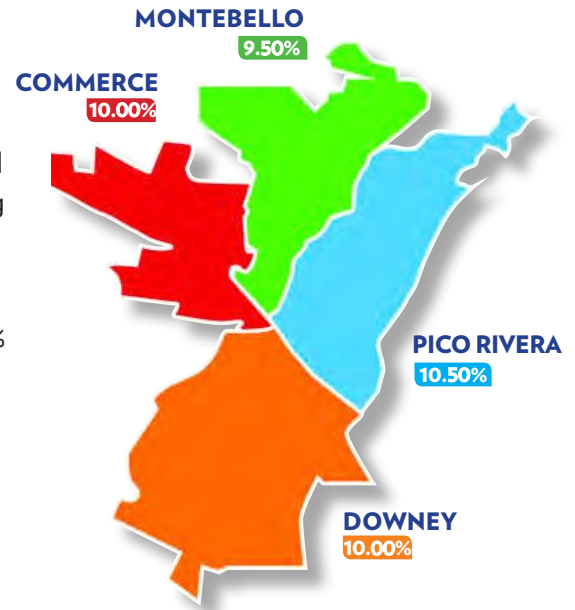 MONTEBELLO
9.50%
COMMERCE
10.00%
PICO RIVERA
10.50%
DOWNEY
10.00%